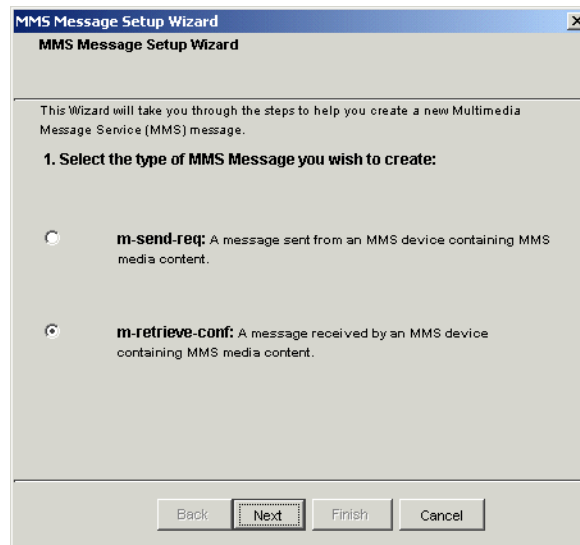 MMS Message Setup Wizard
MMS Message Setup Wizard
This Wizard will take you through the steps to help you create a new Multimedia
Message Service (MMS) message.
1. Select the type of MMS Message you wish to create:
m-send-req: A message sent from an MMS device containing MMS
media content.
m-retrieve-conf: A message received by an MMS device
containing MMS media content.
Back Next Finish Cancel